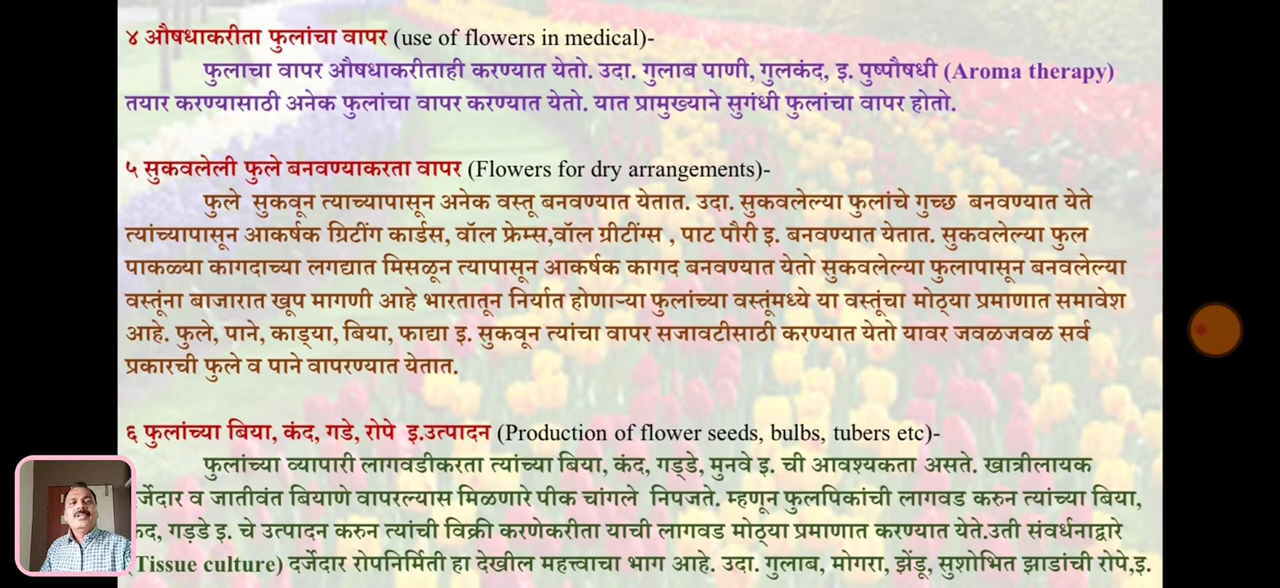 ४ औषधाकरीता फुलांचा वापर (use of flowers in medical)-
फुलाचा वापर औषधाकरीताही करण्यात येतो. उदा. गुलाब पाणी, गुलकंद, इ. पुष्पौषधी (Aroma therapy)
तयार करण्यासाठी अनेक फुलांचा वापर करण्यात येतो. यात प्रामुख्याने सुगंधी फुलांचा वापर होतो.
५ सुकवलेली फुले बनवण्याकरता वापर (Flowers for dry arrangements)-
फुले सुकवून त्याच्यापासून अनेक वस्तू बनवण्यात येतात. उदा. सुकवलेल्या फुलांचे गुच्छ बनवण्यात येते
त्यांच्यापासून आकर्षक ग्रिटींग कार्डस, वॉल फ्रेम्स,वॉल ग्रीटींग्स , पाट पौरी इ. बनवण्यात येतात. सुकवलेल्या फुल
पाकळ्या कागदाच्या लगद्यात मिसळून त्यापासून आकर्षक कागद बनवण्यात येतो सुकवलेल्या फुलापासून बनवलेल्या
वस्तूंना बाजारात खूप मागणी आहे भारतातून निर्यात होणाऱ्या फुलांच्या वस्तूंमध्ये या वस्तूंचा मोठ्या प्रमाणात समावेश
आहे. फुले, पाने, काड्या, बिया, फाद्या इ. सुकवून त्यांचा वापर सजावटीसाठी करण्यात येतो यावर जवळजवळ सर्व
प्रकारची फुले व पाने वापरण्यात येतात.
६ फुलांच्या बिया, कंद, गडे, रोपे इ.उत्पादन (Production of flower seeds, bulbs, tubers etc)-
फुलांच्या व्यापारी लागवडीकरता त्यांच्या बिया, कंद, गड्डे, मुनवे इ. ची आवश्यकता असते. खात्रीलायक
र्जेदार व जातीवंत बियाणे वापरल्यास मिळणारे पीक चांगले निपजते. म्हणून फुलपिकांची लागवड करुन त्यांच्या बिया,
गड्डे इ. चे उत्पादन करुन त्यांची विक्री करणेकरीता याची लागवड मोठ्या प्रमाणात करण्यात येते.उती संवर्धनाद्वारे
(Tissue culture) दर्जेदार रोपनिर्मिती हा देखील महत्त्वाचा भाग आहे. उदा. गुलाब, मोगरा, झेंडू, सुशोभित झाडांची रोपे,इ.